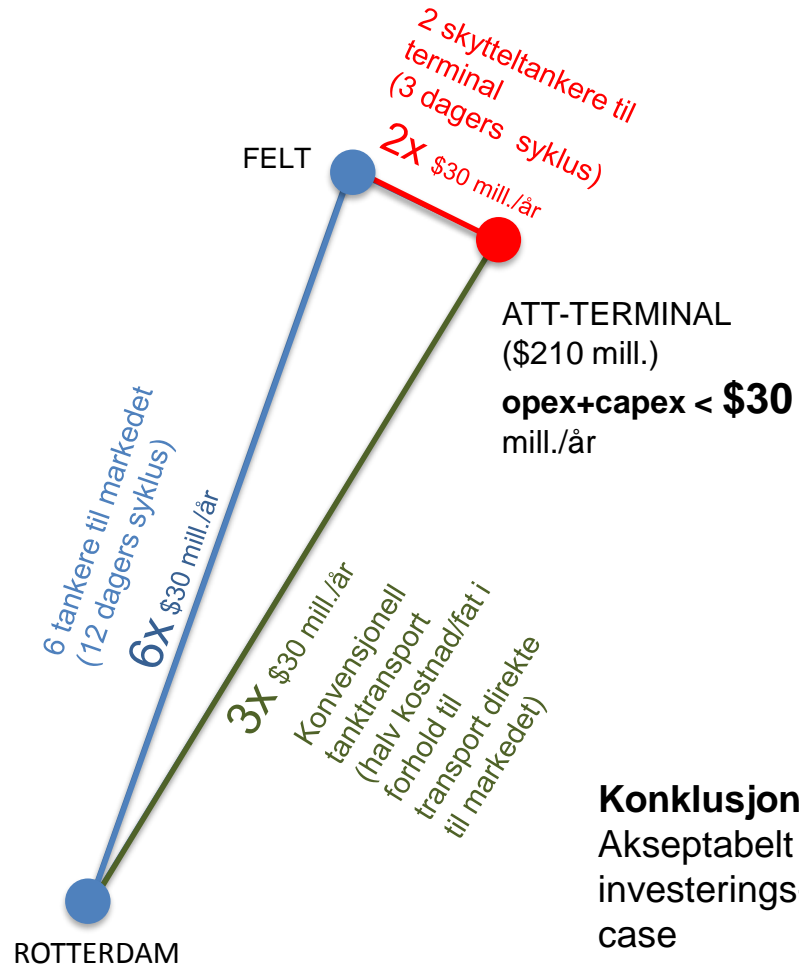 2 skytteltankere til
terminal
(3 dagers syklus)
2x $30 mill./år
FELT
ATT-TERMINAL
($210 mill.)
opex+capex < $30
mill./år
6 tankere til markedet
(12 dagers syklus)
6x $30 mill./år
3x $30 mill./år
Konvensjonell
tanktransport
(halv kostnad/fat i
forhold til
transport direkte
til markedet)
Konklusjon
Akseptabelt
investerings
case
ROTTERDAM